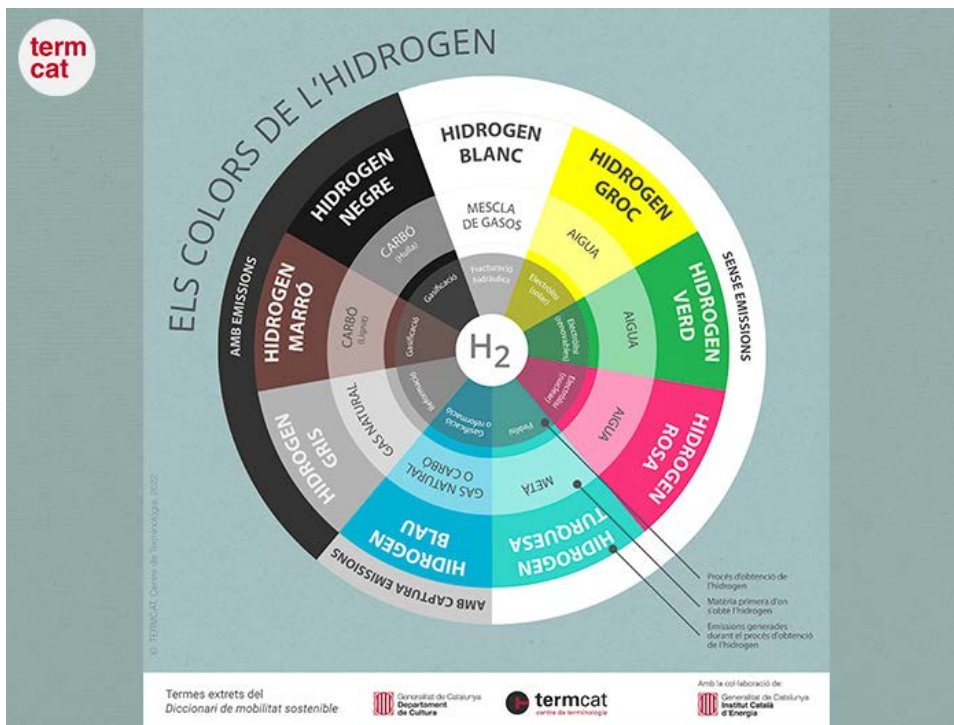 term
cat
ELS COLORS DE L'HIDROGEN
HIDROGEN
BLANC
MESCLA
DE GASOS
Fracturació
hidràulica
HIDROGEN
GROC
AIGUA
Electròlisi
(solar)
HIDROGEN
VERD
AIGUA
Electròlisi
(renovables)
HIDROGEN
ROSA
AIGUA
Electròlisi
(nuclear)
HIDROGEN
TURQUESA
METÀ
Piròlisi
HIDROGEN
BLAU
GAS NATURAL
O CARBÓ
Gasificació
o reformació
HIDROGEN
GRIS
GAS NATURAL
Reformació
HIDROGEN
MARRÓ
CARBÓ
(Lignit)
Gasificació
HIDROGEN
NEGRE
CARBÓ
(Hulla)
Gasificació
H2
SENSE EMISSIONS
AMB CAPTURA EMISSIONS
AMB EMISSIONS
Procés d'obtenció de
l'hidrogen
Matèria primera d'on
s'obté l'hidrogen
Emissions generades
durant el procés d'obtenció
de l'hidrogen
© TERMCAT, Centre de Terminologia, 2022
Termes extrets del
Diccionari de mobilitat sostenible
Generalitat de Catalunya
Departament
de Cultura
termcat
centre de terminologia
Amb la col·laboració de:
Generalitat de Catalunya
Institut Català
d'Energia